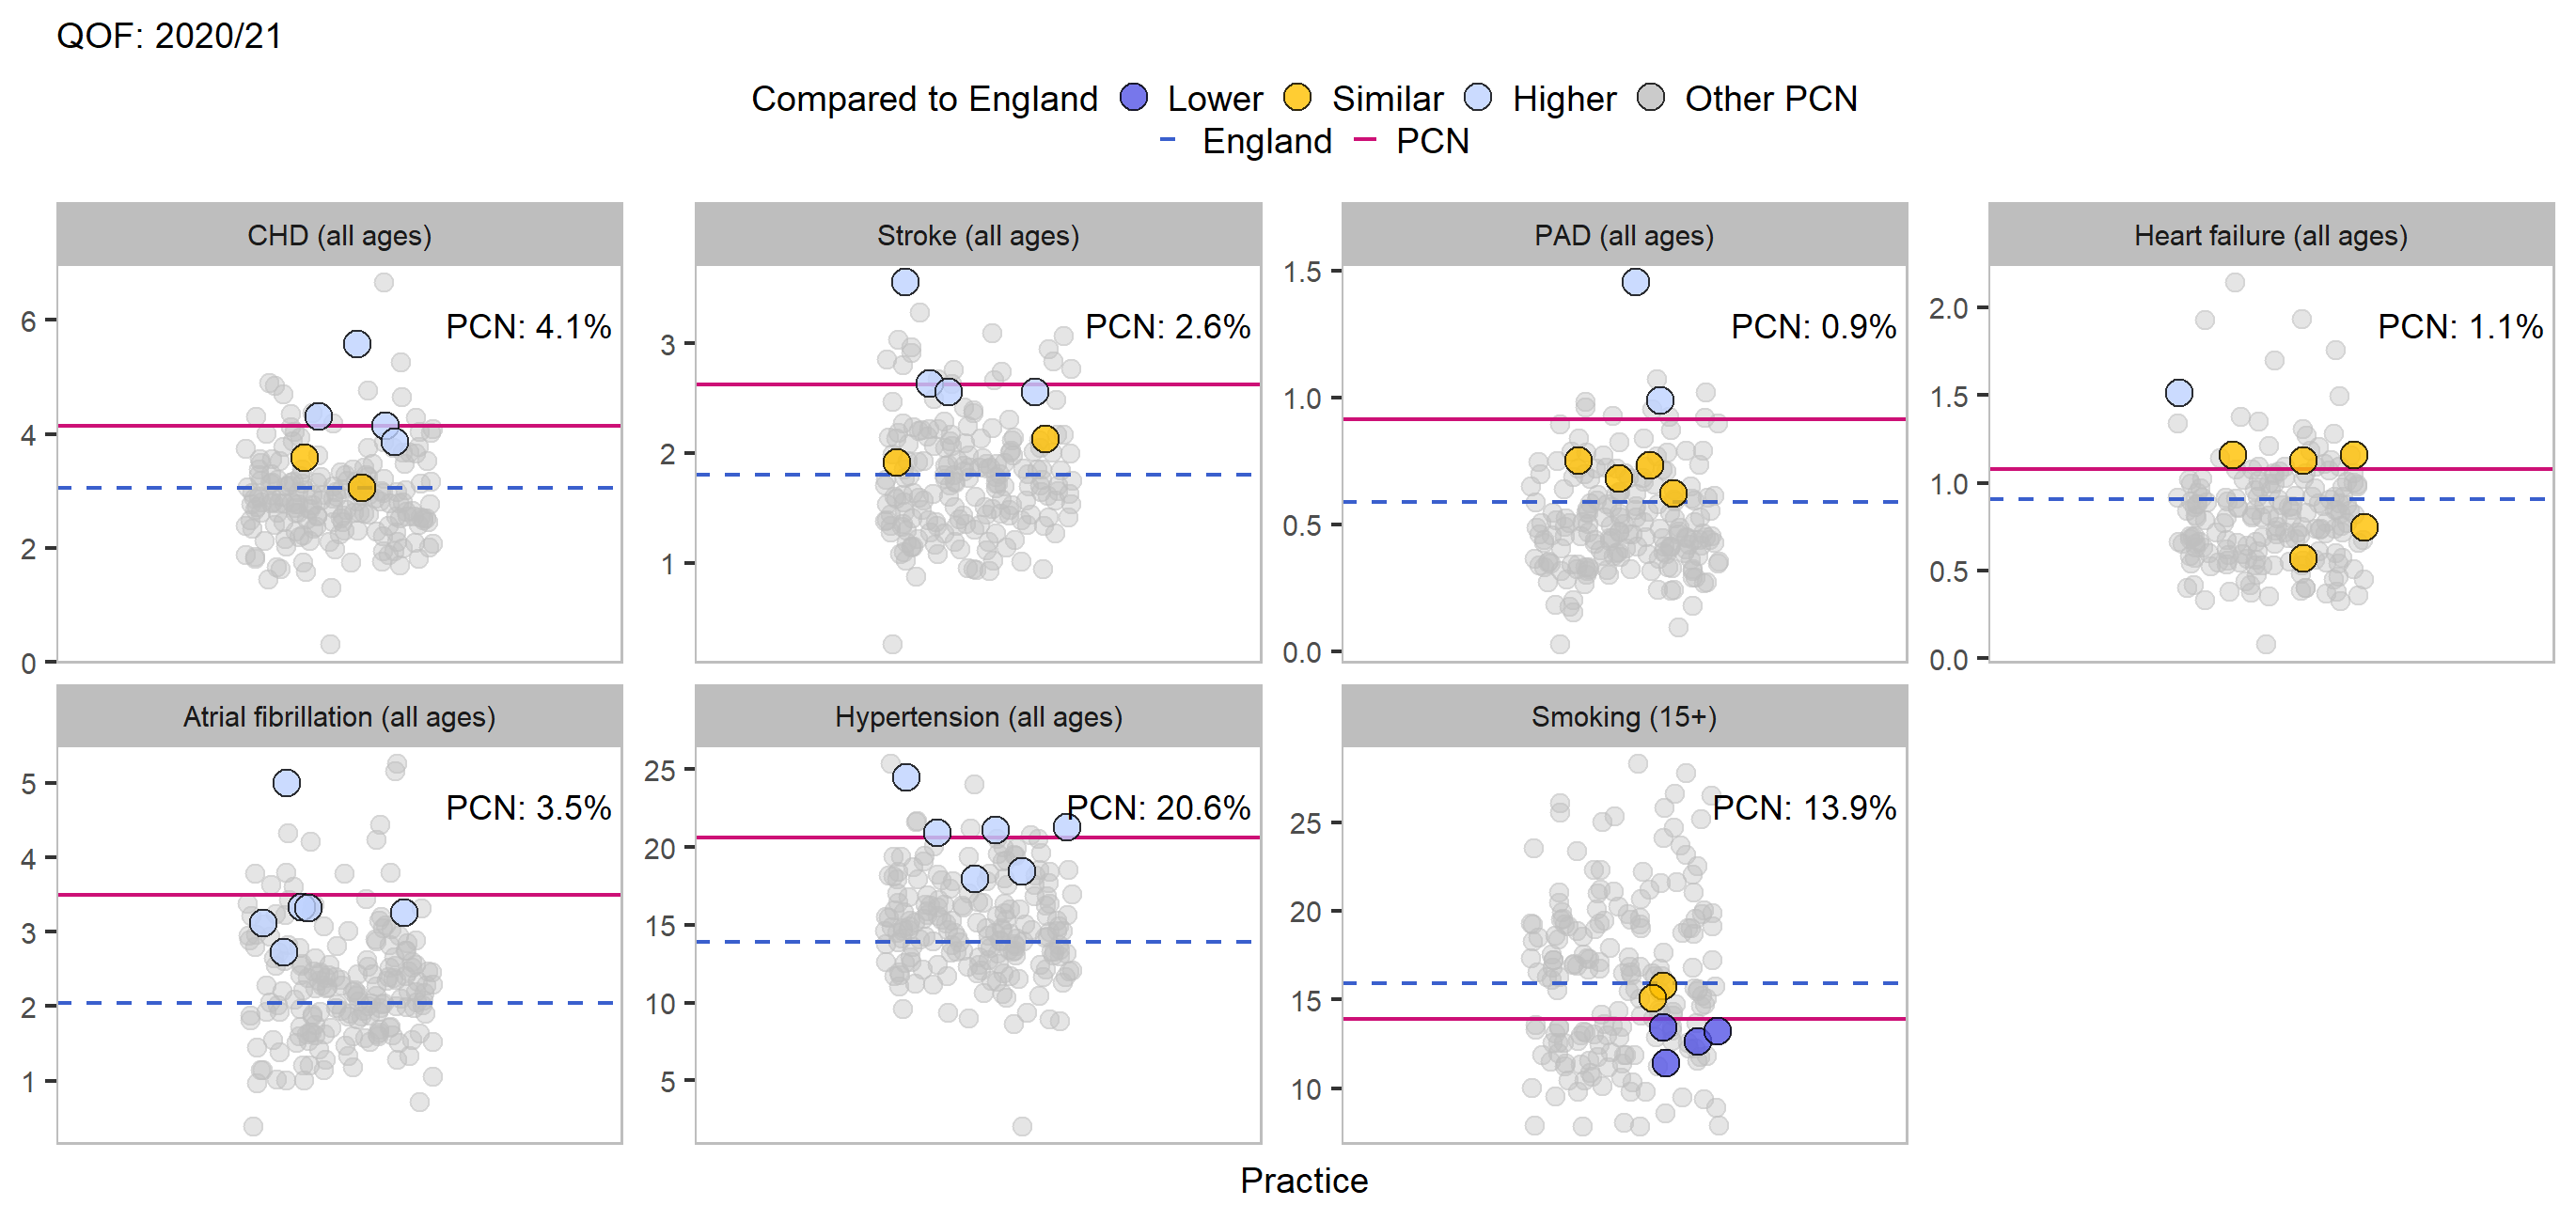 QOF: 2020/21
Compared to England Lower Similar Higher Other PCN
England PCN
CHD (all ages)
6
4
2
0
PCN: 4.1%
Stroke (all ages)
3
2
1
PCN: 2.6%
PAD (all ages)
1.5
1.0
0.5
0.0
PCN: 0.9%
Heart failure (all ages)
2.0
1.5
1.0
0.5
0.0
PCN: 1.1%
Atrial fibrillation (all ages)
5
4
3
2
1
PCN: 3.5%
Hypertension (all ages)
25
20
15
10
5
PCN: 20.6%
Smoking (15+)
25
20
15
10
PCN: 13.9%
Practice